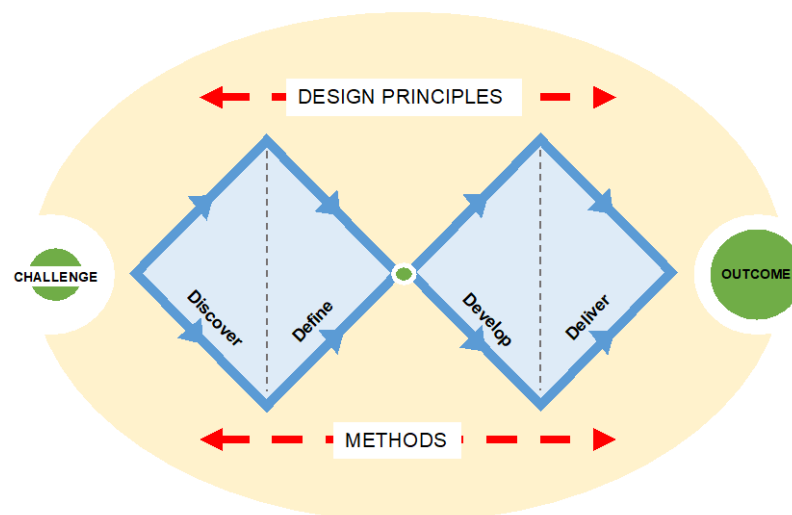 DESIGN PRINCIPLES
CHALLENGE
Discover
Define
Develop
Deliver
OUTCOME
METHODS